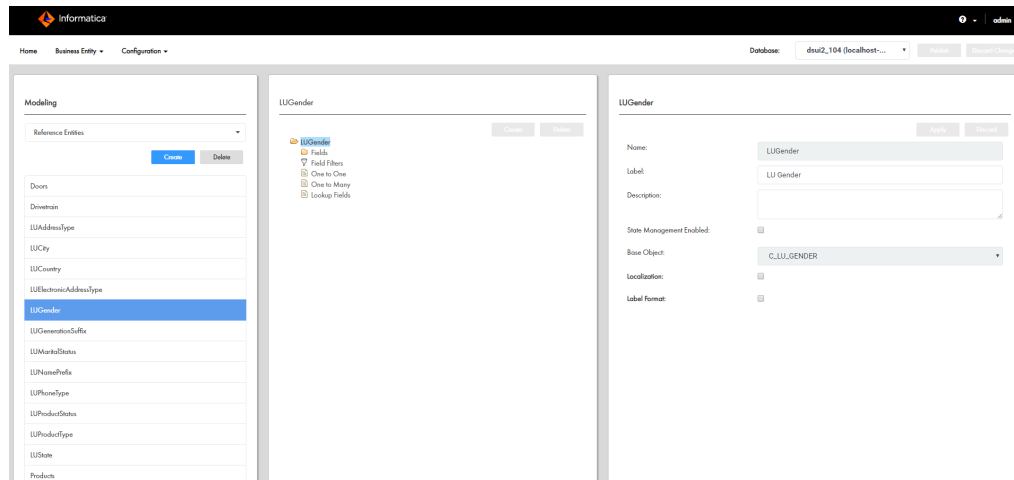 Informatica
admin
Home Business Entity Configuration
Database: dsui2_104 (localhost-... Publish Discard Change
Modeling
Reference Entities
Create Delete
Doors
Drivetrain
LUAddressType
LUCity
LUCountry
LUElectronicAddressType
LUGender
LUGenerationSuffix
LUMaritalStatus
LUNamePrefix
LUPhoneType
LUProductStatus
LUProductType
LUState
Products
LUGender
Create Delete
LUGender
Fields
Field Filters
One to One
One to Many
Lookup Fields
LUGender
Apply Discard
Name: LUGender
Label: LU Gender
Description:
State Management Enabled:
Base Object: C_LU_GENDER
Localization:
Label Format: